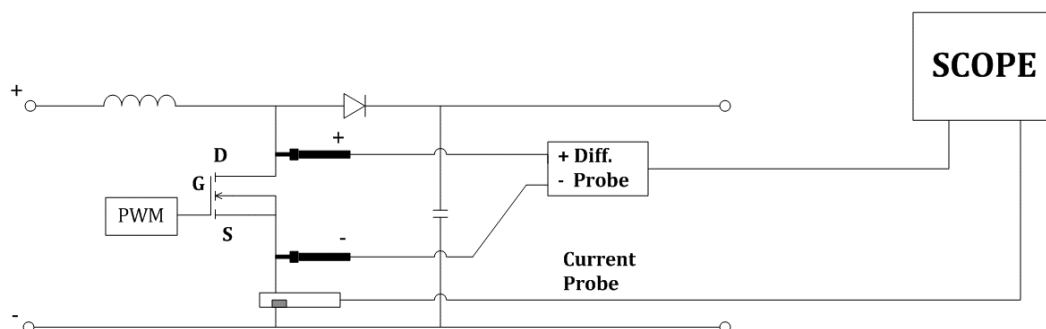 SCOPE
+
+
D
+ Diff.
G
- Probe
PWM
S
-
Current
Probe
-